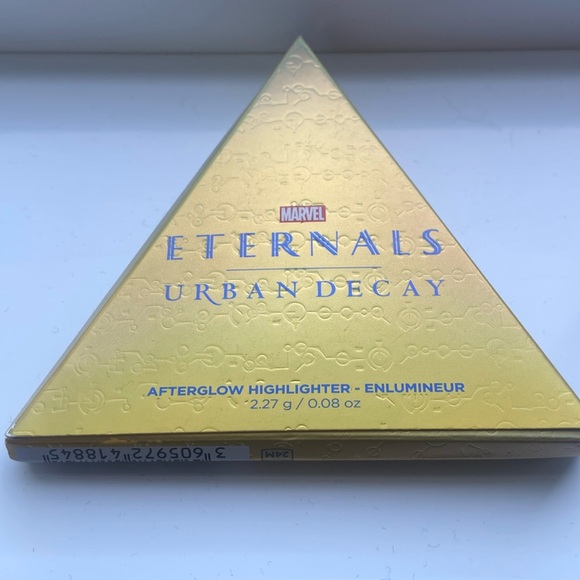 MARVEL
ETERNALS
URBAN DECAY
AFTERGLOW HIGHLIGHTER - ENLUMINEUR
2.27 g / 0.08 oz
3"605972"418845"
24M